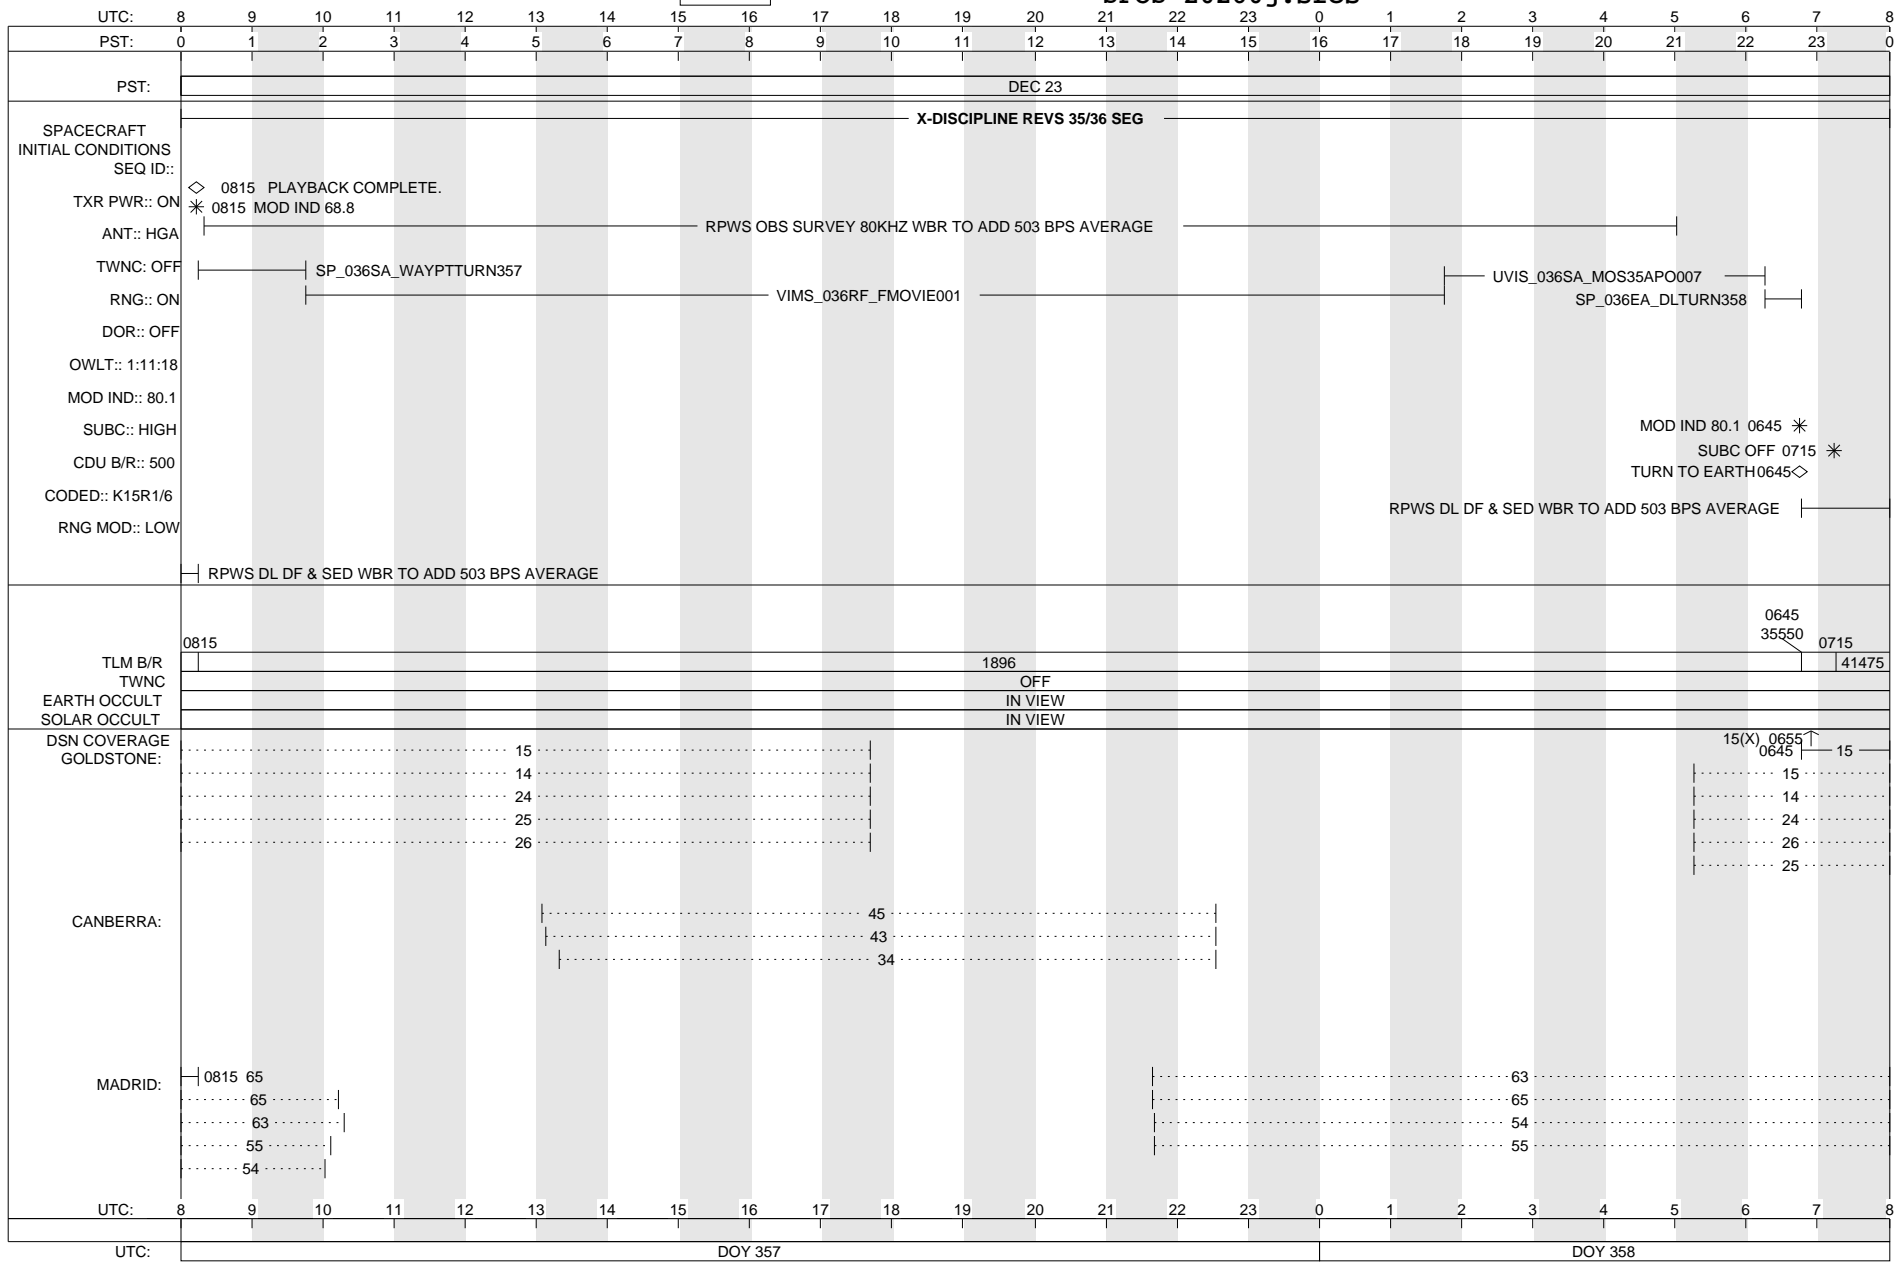 UTC: 8 9 10 11 12 13 14 15 16 17 18 19 20 21 22 23 0 1 2 3 4 5 6 7 8
PST: 0 1 2 3 4 5 6 7 8 9 10 11 12 13 14 15 16 17 18 19 20 21 22 23 0
PST: DEC 23
X-DISCIPLINE REVS 35/36 SEG
SPACECRAFT
INITIAL CONDITIONS
SEQ ID::
0815 PLAYBACK COMPLETE.
TXR PWR:: ON
0815 MOD IND 68.8
RPWS OBS SURVEY 80KHZ WBR TO ADD 503 BPS AVERAGE
ANT:: HGA
TWNC: OFF
SP_036SA_WAYPTTURN357
UVIS_036SA_MOS35APO007
RNG:: ON
VIMS_036RF_FMOVIE001
SP_036EA_DLTURN358
DOR:: OFF
OWLT:: 1:11:18
MOD IND:: 80.1
SUBC:: HIGH
MOD IND 80.1 0645
SUBC OFF 0715
CDU B/R:: 500
TURN TO EARTH0645
CODED:: K15R1/6
RPWS DL DF & SED WBR TO ADD 503 BPS AVERAGE
RNG MOD:: LOW
RPWS DL DF & SED WBR TO ADD 503 BPS AVERAGE
0645
35550
0815
0715
TLM B/R 1896 41475
TWNC OFF
EARTH OCCULT IN VIEW
SOLAR OCCULT IN VIEW
DSN COVERAGE
GOLDSTONE:
15(X) 0655
0645 15
15
14
24
25
26
15
14
24
26
25
CANBERRA:
45
43
34
MADRID:
0815 65
65
63
55
54
63
65
54
55
UTC: 8 9 10 11 12 13 14 15 16 17 18 19 20 21 22 23 0 1 2 3 4 5 6 7 8
UTC: DOY 357 DOY 358